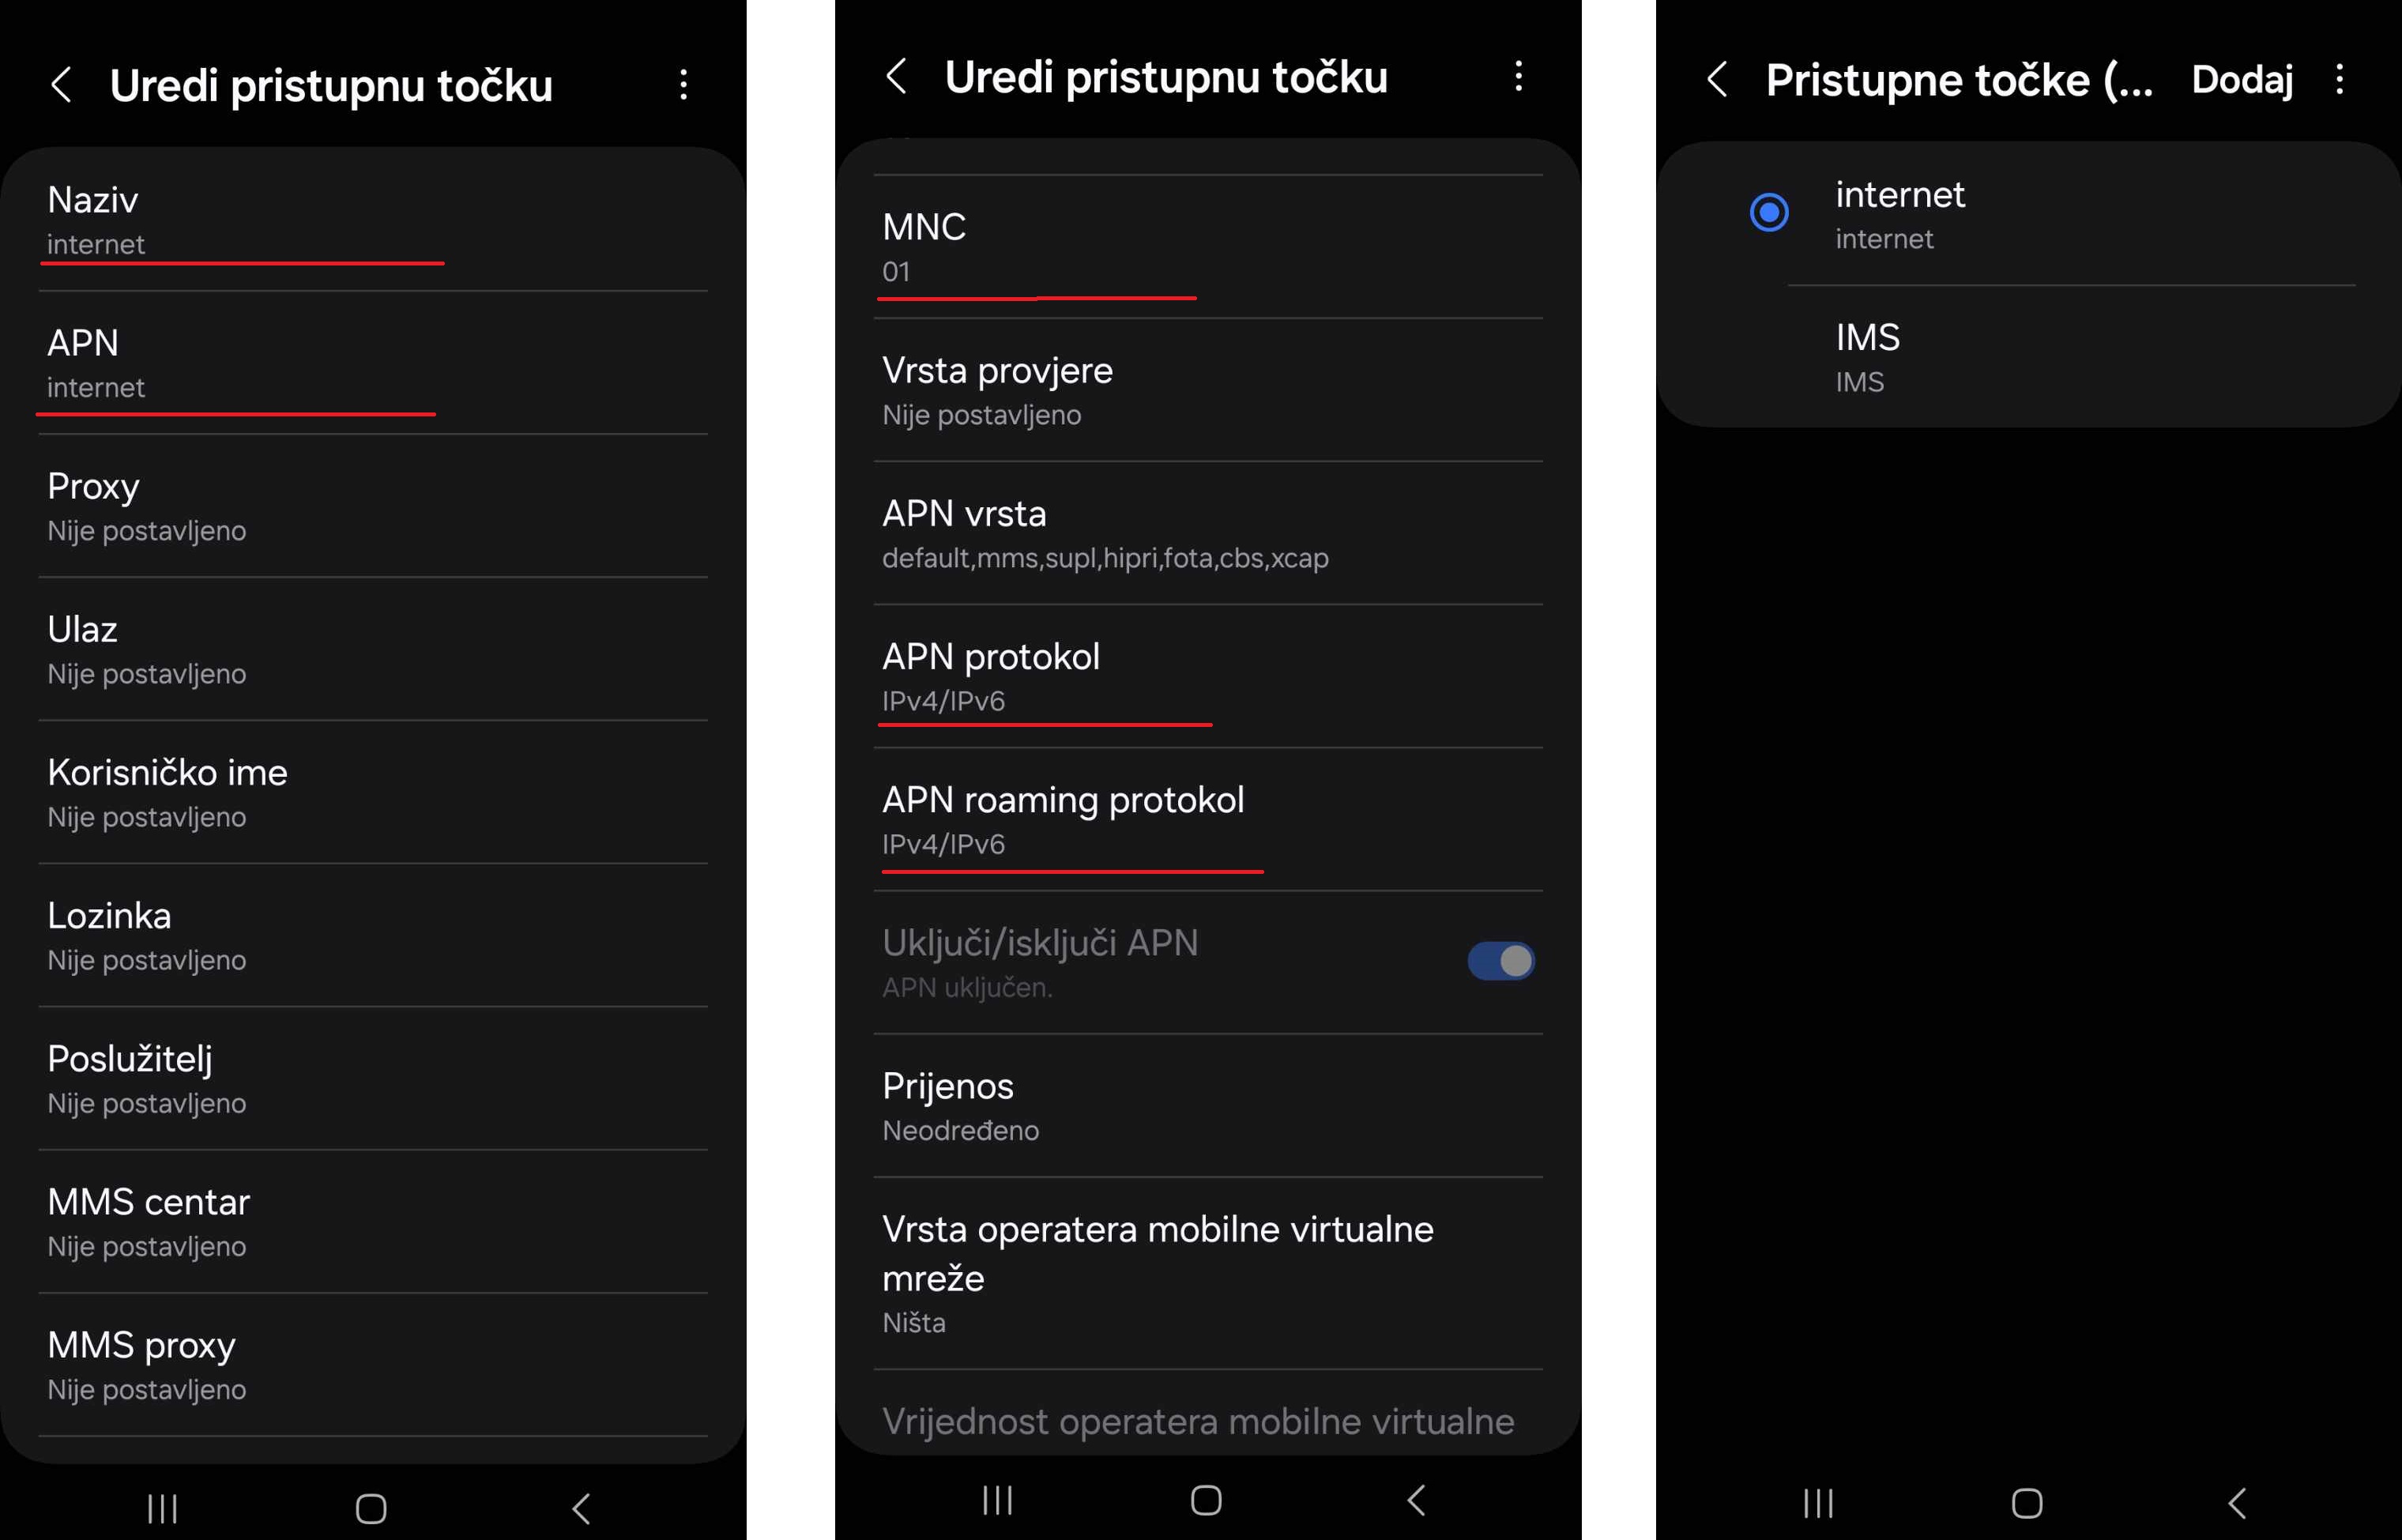 Uredi pristupnu točku
Naziv
internet
APN
internet
Proxy
Nije postavljeno
Ulaz
Nije postavljeno
Korisničko ime
Nije postavljeno
Lozinka
Nije postavljeno
Poslužitelj
Nije postavljeno
MMS centar
Nije postavljeno
MMS proxy
Nije postavljeno
Uredi pristupnu točku
MNC
01
Vrsta provjere
Nije postavljeno
APN vrsta
default,mms,supl,hipri,fota,cbs,xcap
APN protokol
IPv4/IPv6
APN roaming protokol
IPv4/IPv6
Uključi/isključi APN
APN uključen.
Prijenos
Neodređeno
Vrsta operatera mobilne virtualne
mreže
Ništa
Vrijednost operatera mobilne virtualne
Pristupne točke (... Dodaj
internet
internet
IMS
IMS